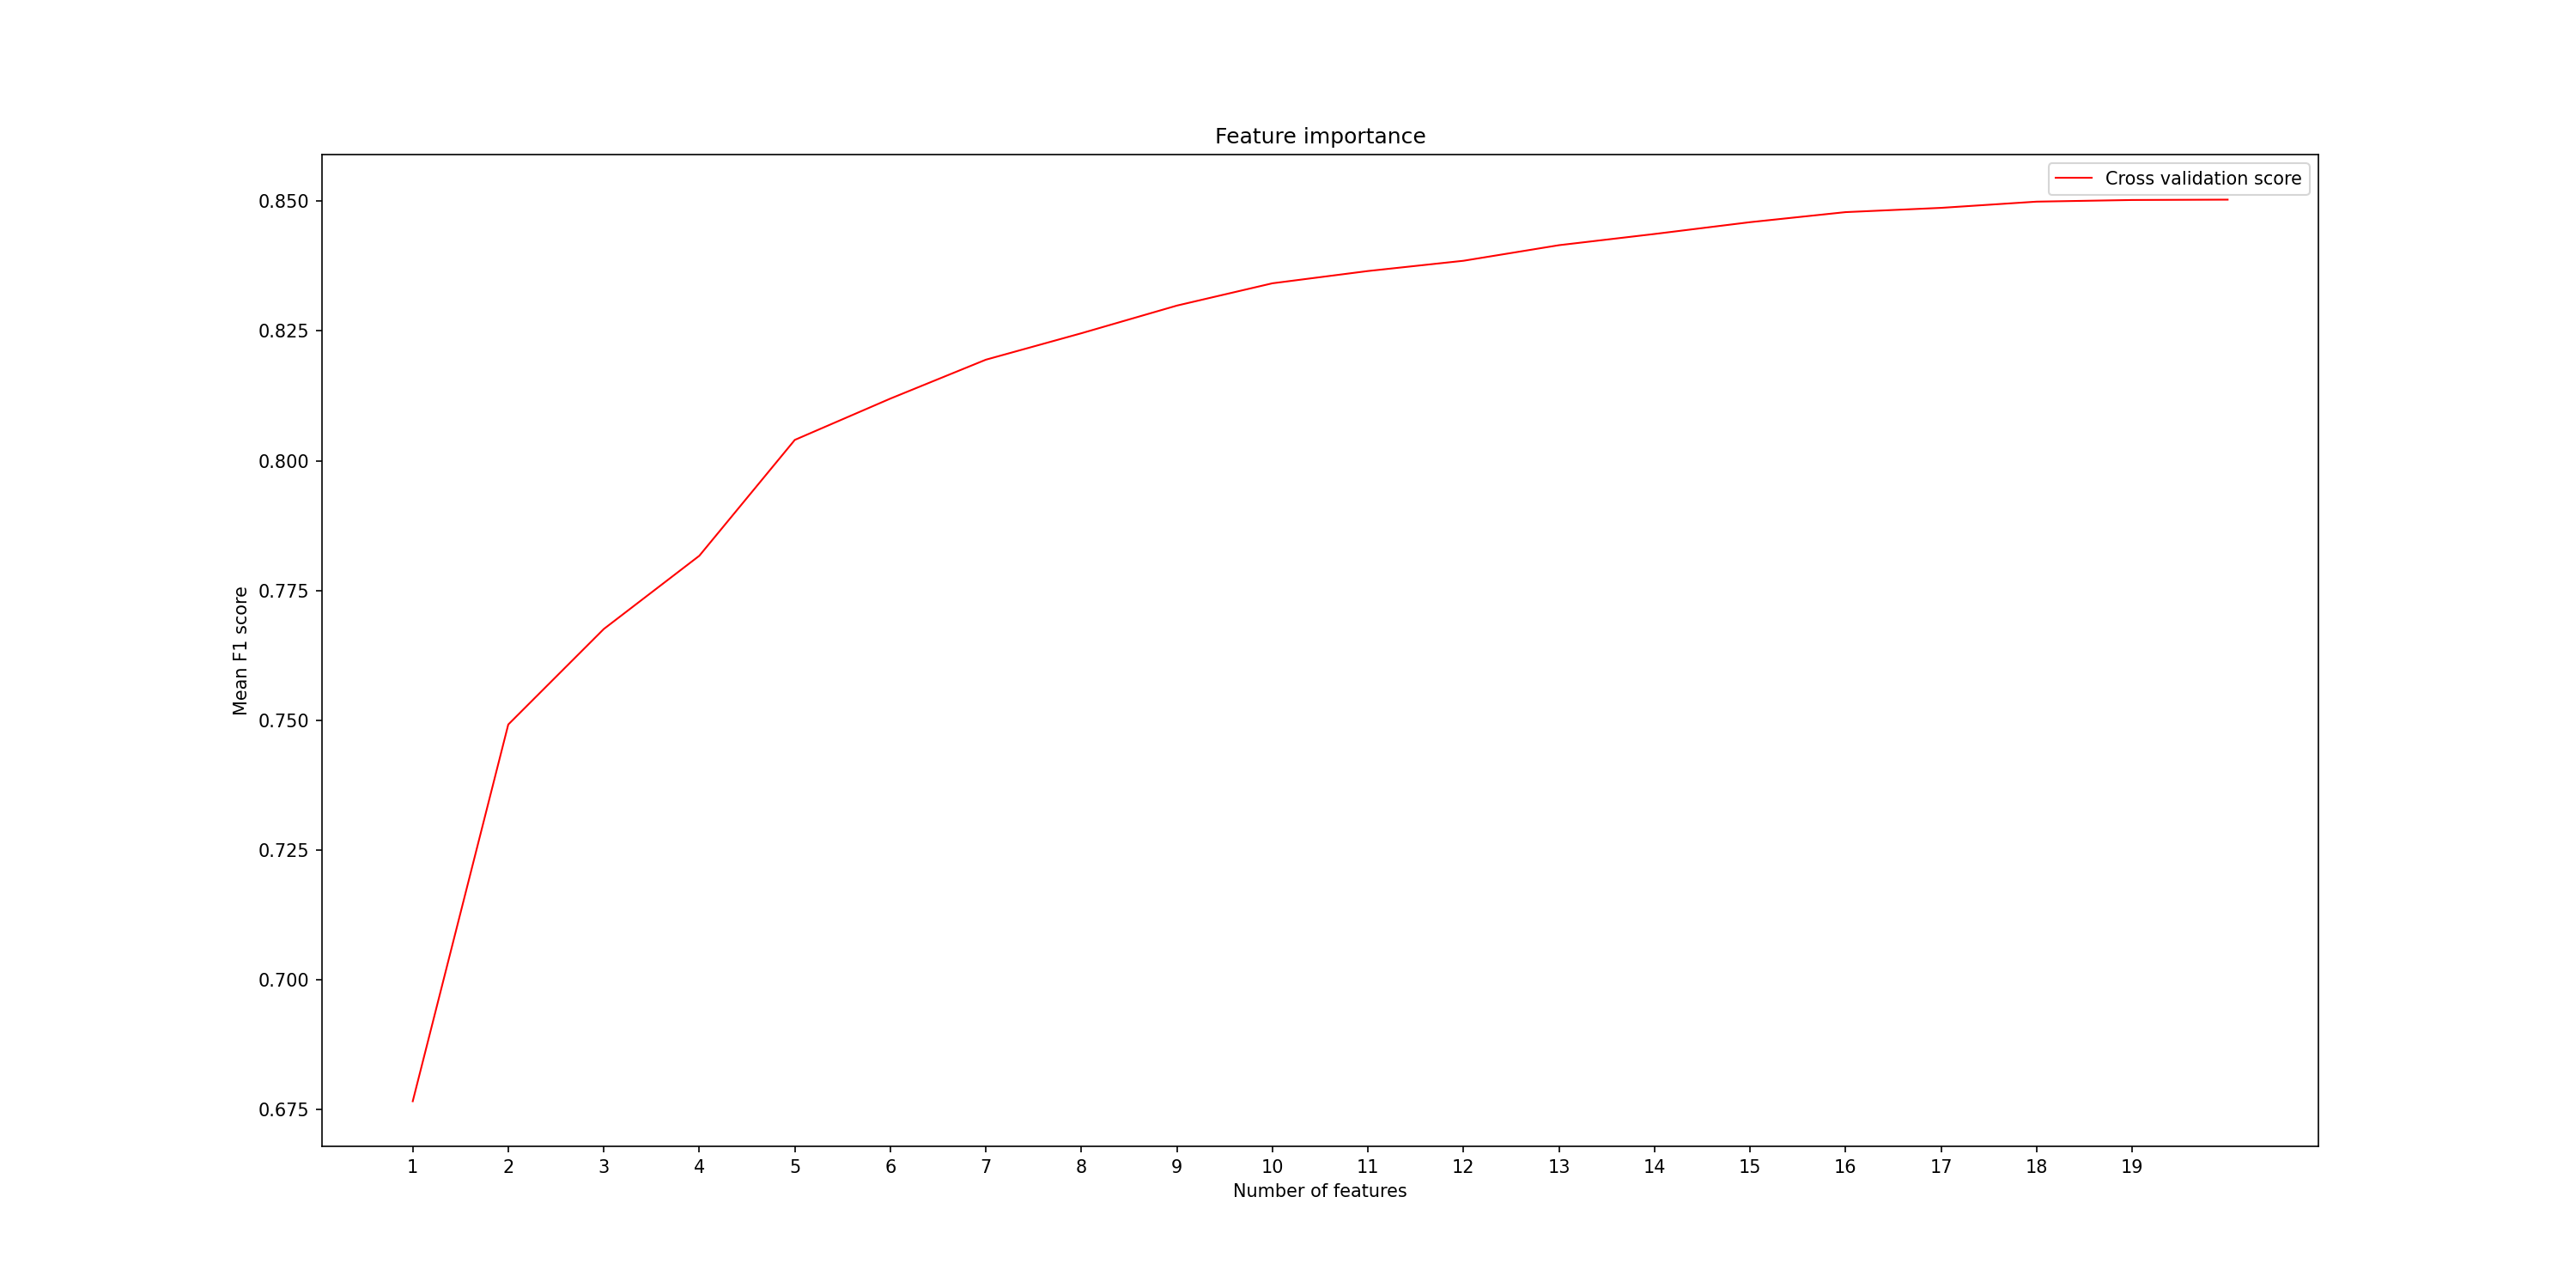 Feature importance
Cross validation score
0.850
0.825
0.800
0.775
0.750
0.725
0.700
0.675
Mean F1 score
1 2 3 4 5 6 7 8 9 10 11 12 13 14 15 16 17 18 19
Number of features